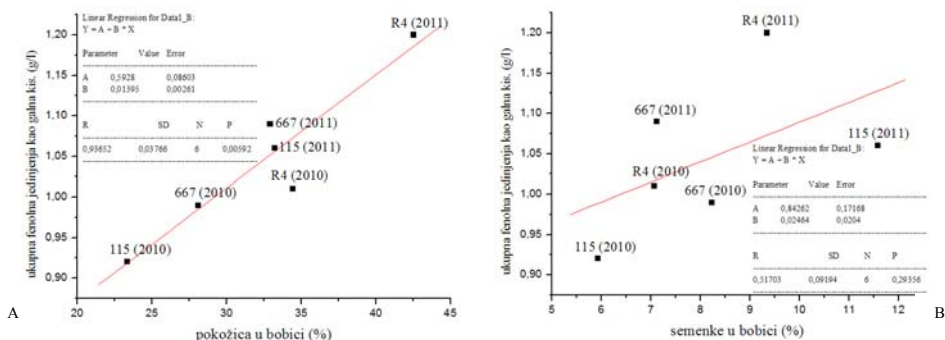 Linear Regression for Data1_B:
Y = A + B * X
Parameter Value Error
A 0,5928 0,08603
B 0,01395 0,00261
R SD N P
0,93652 0,03766 6 0,00592
R4 (2011)
667 (2011)
115 (2011)
R4 (2010)
667 (2010)
115 (2010)
1,20
1,15
1,10
1,05
1,00
0,95
0,90
20 25 30 35 40 45
ukupna fenolna jedinjenja kao galna kis. (g/l)
pokožica u bobici (%)
A
R4 (2011)
667 (2011)
115 (2011)
R4 (2010)
667 (2010)
115 (2010)
Linear Regression for Data1_B:
Y = A + B * X
Parameter Value Error
A 0,84262 0,17168
B 0,02464 0,0204
R SD N P
0,51703 0,09194 6 0,29356
1,20
1,15
1,10
1,05
1,00
0,95
0,90
5 6 7 8 9 10 11 12
ukupna fenolna jedinjenja kao galna kis. (g/l)
semenke u bobici (%)
B